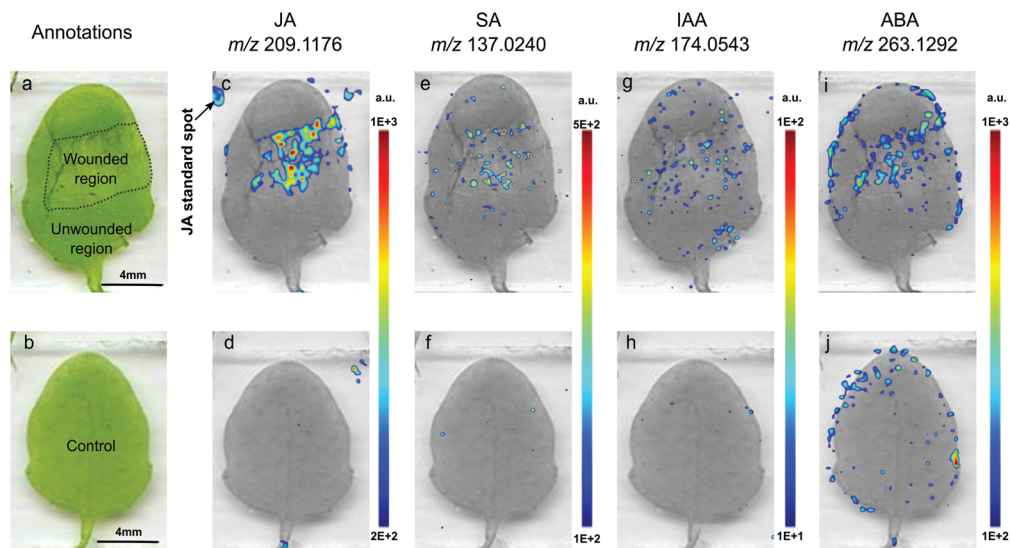 Annotations
JA
m/z 209.1176
SA
m/z 137.0240
IAA
m/z 174.0543
ABA
m/z 263.1292
a
Wounded
region
Unwounded
region
4mm
JA standard spot
c
a.u.
1E+3
2E+2
e
a.u.
5E+2
1E+2
g
a.u.
1E+2
1E+1
i
a.u.
1E+3
1E+2
b
Control
4mm
d
f
h
j